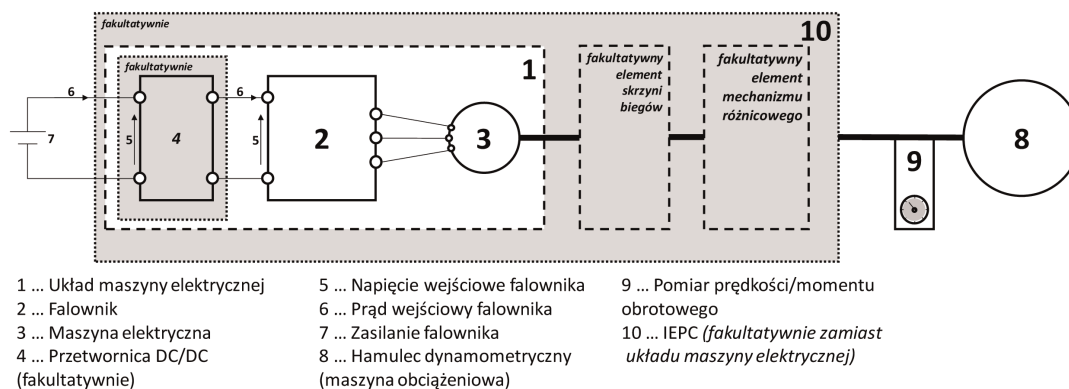 fakultatywnie
10
fakultatywnie
1
fakultatywny
element
skrzyni
biegów
fakultatywny
element
mechanizmu
różnicowego
6
6
5
4
5
2
3
7
9
8
1 ... Układ maszyny elektrycznej
2 ... Falownik
3 ... Maszyna elektryczna
4 ... Przetwornica DC/DC
(fakultatywnie)
5 ... Napięcie wejściowe falownika
6 ... Prąd wejściowy falownika
7 ... Zasilanie falownika
8 ... Hamulec dynamometryczny
(maszyna obciążeniowa)
9 ... Pomiar prędkości/momentu
obrotowego
10 ... IEPC (fakultatywnie zamiast
układu maszyny elektrycznej)